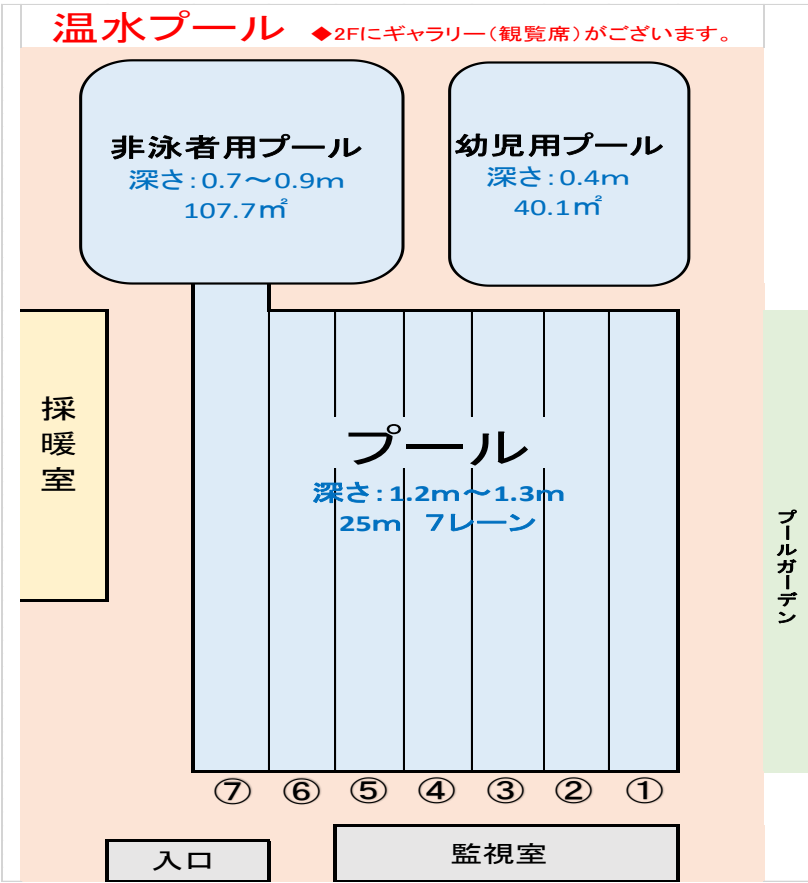 温水プール ◆2Fにギャラリー（観覧席）がございます。
非泳者用プール
深さ：0.7～0.9m
107.7㎡
幼児用プール
深さ：0.4m
40.1㎡
採暖室
プール
深さ：1.2m～1.3m
25m 7レーン
プールガーデン
⑦ ⑥ ⑤ ④ ③ ② ①
入口
監視室